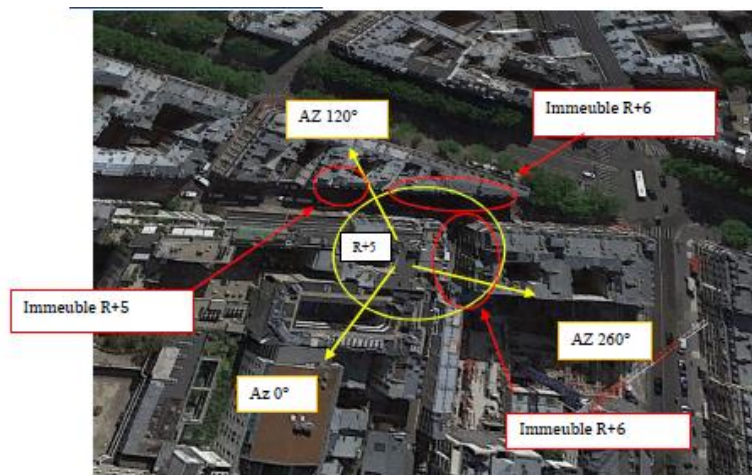 Immeuble R+6
AZ 120°
R+5
Immeuble R+5
AZ 260°
Az 0°
Immeuble R+6